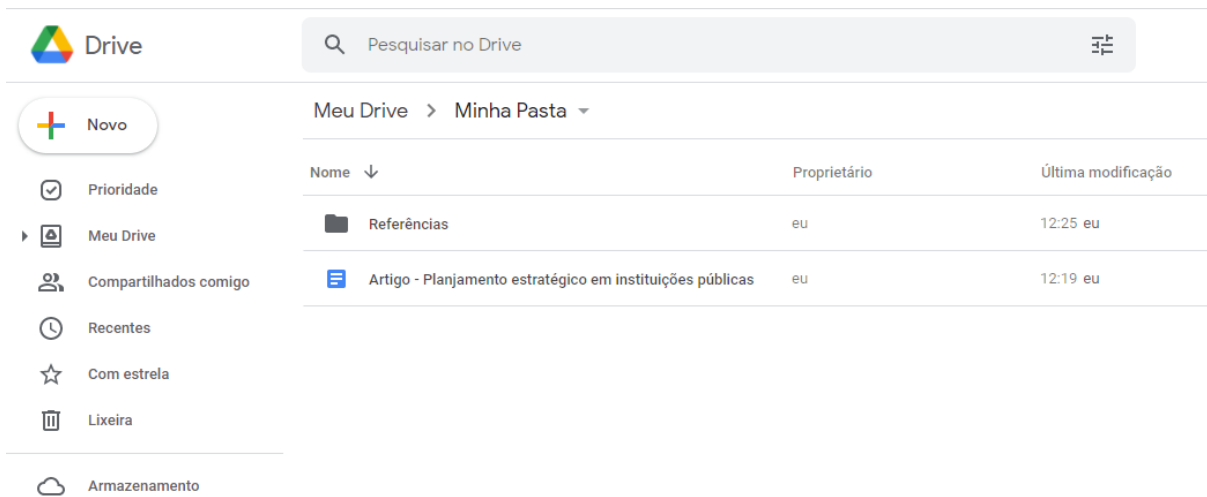 Drive
Pesquisar no Drive
Novo
Meu Drive > Minha Pasta
Nome Proprietário Última modificação
Prioridade
Referências eu 12:25 eu
Meu Drive
Compartilhados comigo
Artigo - Planjamento estratégico em instituições públicas eu 12:19 eu
Recentes
Com estrela
Lixeira
Armazenamento